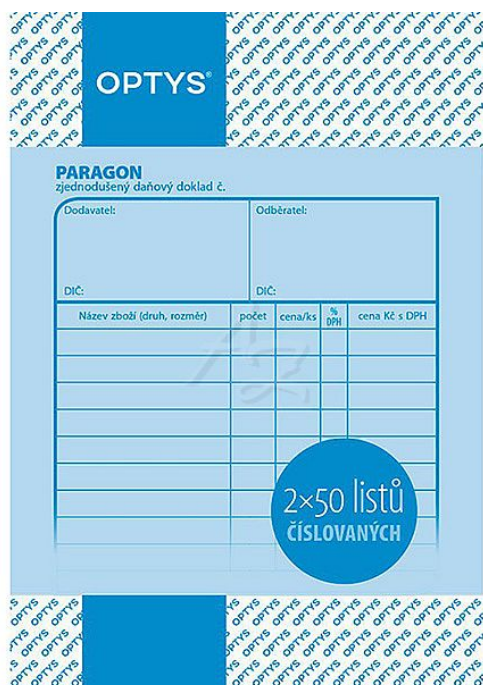 OPTYS®
PARAGON
zjednodušený daňový doklad č.
Dodavatel:
Odběratel:
DIČ:
DIČ:
Název zboží (druh, rozměr) počet cena/ks % DPH cena Kč s DPH
2×50 listů
ČÍSLOVANÝCH